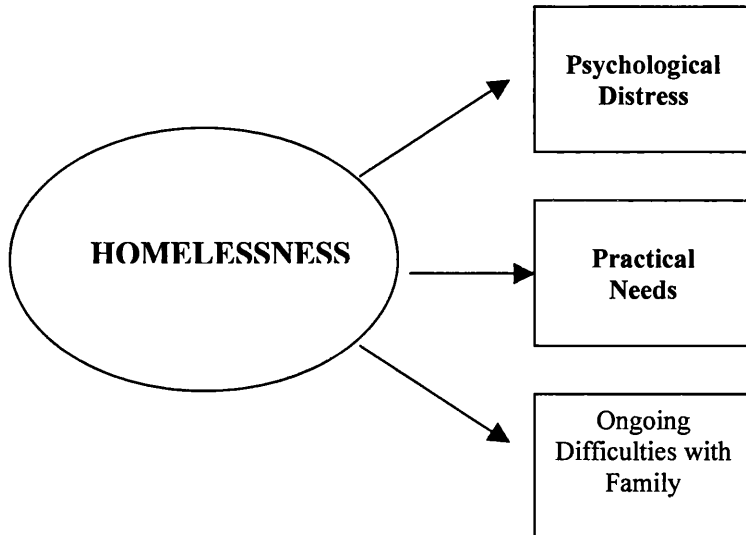 Psychological
Distress
HOMELESSNESS
Practical
Needs
Ongoing
Difficulties with
Family